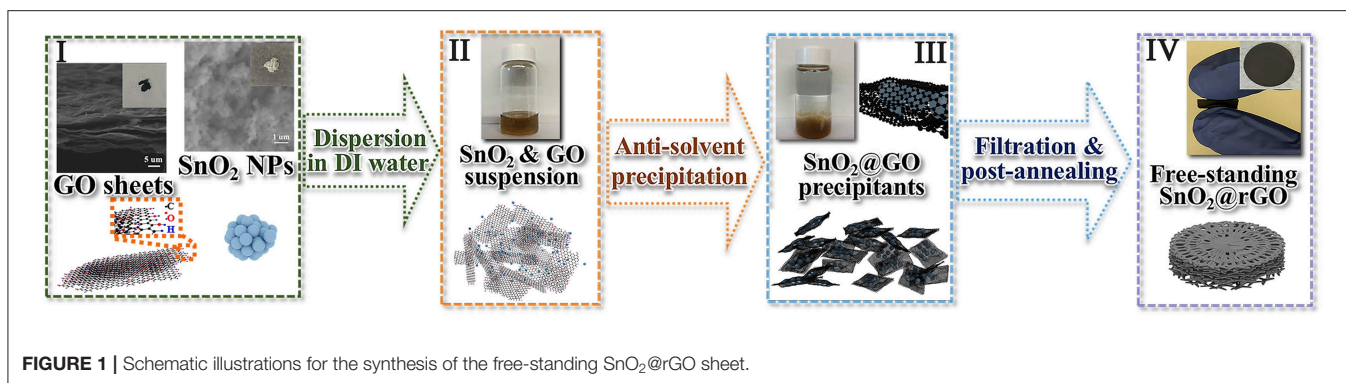 I
5 um
1 um
GO sheets
SnO₂ NPs
-C
-O
H
Dispersion
in DI water
II
SnO₂ & GO
suspension
Anti-solvent
precipitation
III
SnO₂@GO
precipitants
Filtration &
post-annealing
IV
Free-standing
SnO₂@rGO
FIGURE 1 | Schematic illustrations for the synthesis of the free-standing SnO₂@rGO sheet.